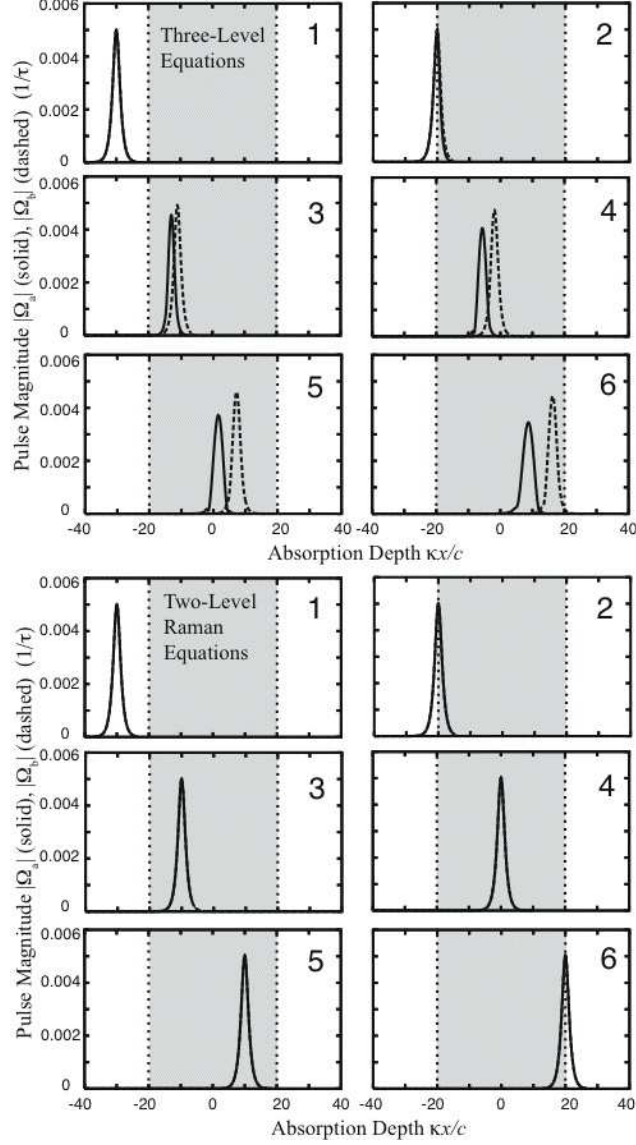 0.006
0.004
0.002
0
Three-Level
Equations
1
2
0.006
0.004
0.002
0
3
4
0.006
0.004
0.002
0
5
6
-40 -20 0 20 40
-40 -20 0 20 40
Pulse Magnitude |Ωa| (solid), |Ωb| (dashed) (1/τ)
Absorption Depth κx/c
0.006
0.004
0.002
0
Two-Level
Raman
Equations
1
2
0.006
0.004
0.002
0
3
4
0.006
0.004
0.002
0
5
6
-40 -20 0 20 40
-40 -20 0 20 40
Pulse Magnitude |Ωa| (solid), |Ωb| (dashed) (1/τ)
Absorption Depth κx/c